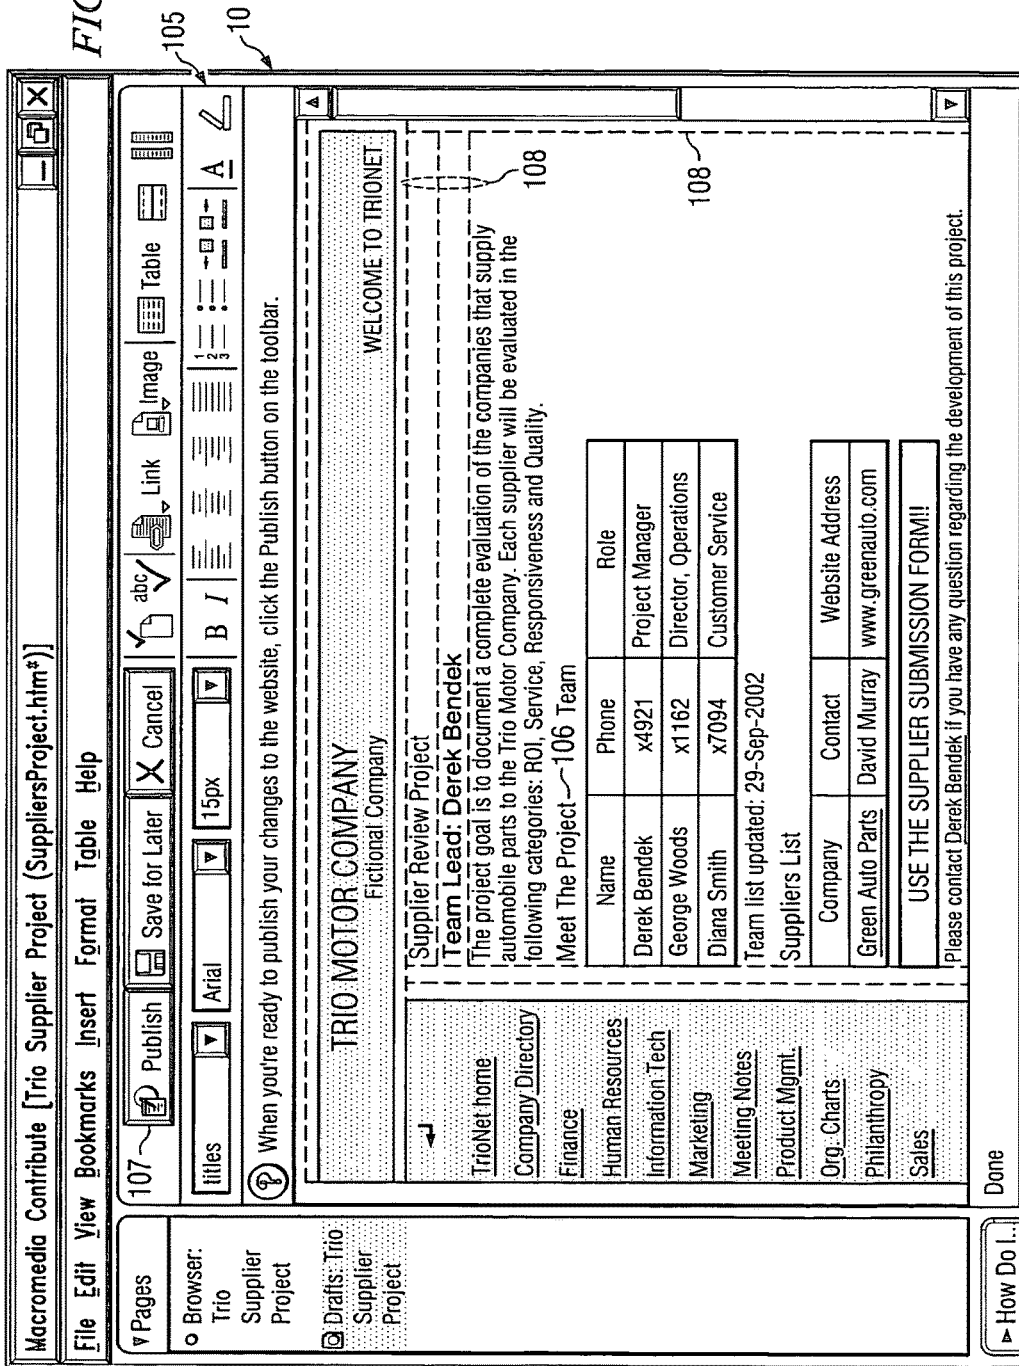 FIG
105
10
Macromedia Contribute [Trio Supplier Project (SuppliersProject.htm*)]
File Edit View Bookmarks Insert Format Table Help
Pages
Browser:
Trio
Supplier
Project
Drafts: Trio
Supplier
Project
107 Publish Save for Later X Cancel abc Link Image Table
titles Arial 15px B I 1 2 3 A
? When you're ready to publish your changes to the website, click the Publish button on the toolbar.
TRIO MOTOR COMPANY
Fictional Company
WELCOME TO TRIONET
TrioNet home
Company Directory
Finance
Human Resources
Information Tech
Marketing
Meeting Notes
Product Mgmt.
Org. Charts
Philanthropy
Sales
Supplier Review Project
Team Lead: Derek Bendek
108
The project goal is to document a complete evaluation of the companies that supply
automobile parts to the Trio Motor Company. Each supplier will be evaluated in the
following categories: ROI, Service, Responsiveness and Quality.
Meet The Project 106 Team
Name Phone Role
Derek Bendek x4921 Project Manager
George Woods x1162 Director, Operations
Diana Smith x7094 Customer Service
108
Team list updated: 29-Sep-2002
Suppliers List
Company Contact Website Address
Green Auto Parts David Murray www.greenauto.com
USE THE SUPPLIER SUBMISSION FORM!!
Please contact Derek Bendek if you have any question regarding the development of this project.
Done
How Do I...